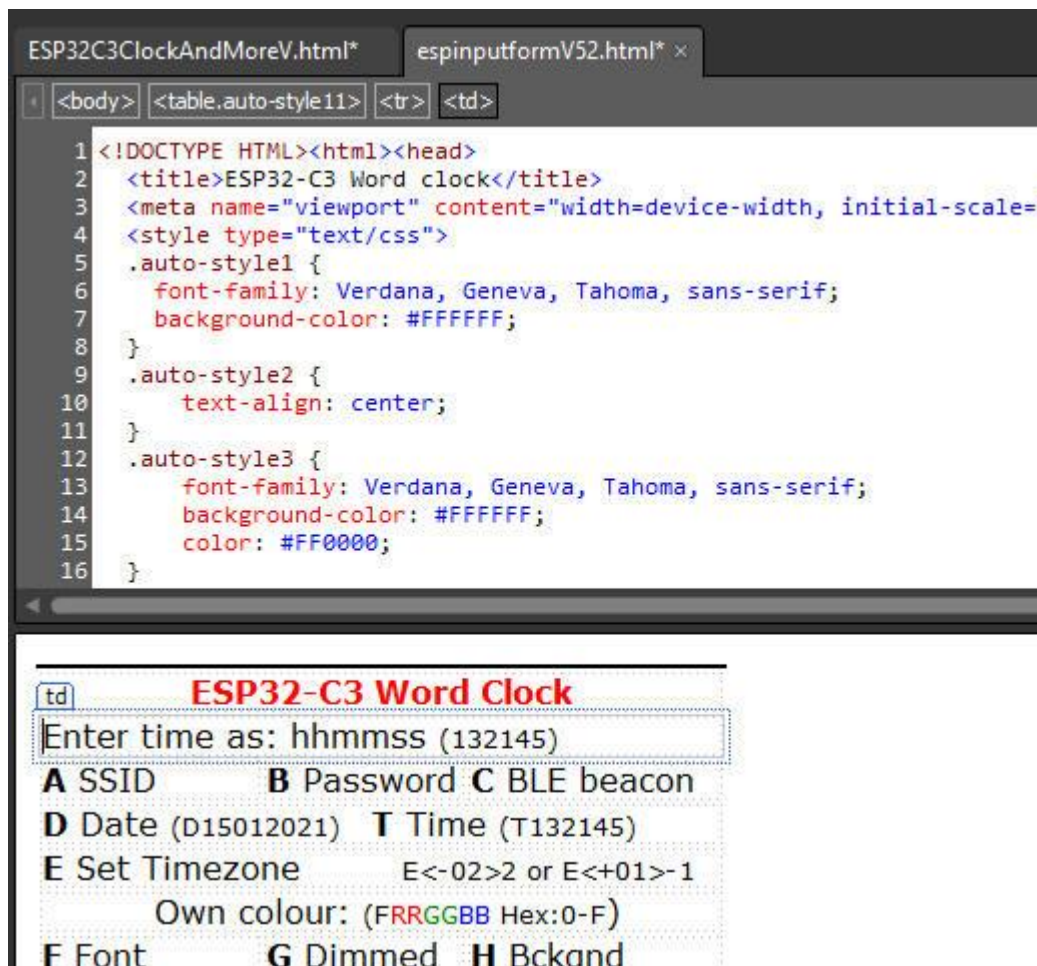 ESP32C3ClockAndMoreV.html* espinputformV52.html* ×
<body> <table.auto-style11> <tr> <td>
1 <!DOCTYPE HTML><html><head>
2 <title>ESP32-C3 Word clock</title>
3 <meta name="viewport" content="width=device-width, initial-scale=
4 <style type="text/css">
5 .auto-style1 {
6 font-family: Verdana, Geneva, Tahoma, sans-serif;
7 background-color: #FFFFFF;
8 }
9 .auto-style2 {
10 text-align: center;
11 }
12 .auto-style3 {
13 font-family: Verdana, Geneva, Tahoma, sans-serif;
14 background-color: #FFFFFF;
15 color: #FF0000;
16 }
td ESP32-C3 Word Clock
Enter time as: hhmmss (132145)
A SSID B Password C BLE beacon
D Date (D15012021) T Time (T132145)
E Set Timezone E<-02>2 or E<+01>-1
Own colour: (FRRGGBB Hex:0-F)
F Font G Dimmed H Bckgnd